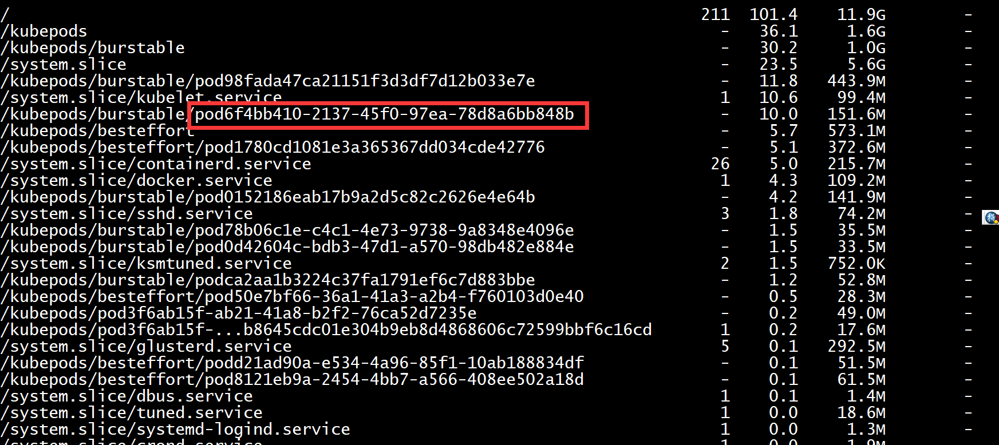 / 211 101.4 11.9G -
/kubepods - 36.1 1.6G -
/kubepods/burstable - 30.2 1.0G -
/system.slice - 23.5 5.6G -
/kubepods/burstable/pod98fada47ca21151f3d3df7d12b033e7e - 11.8 443.9M -
/system.slice/kubelet.service 1 10.6 99.4M -
/kubepods/burstable/pod6f4bb410-2137-45f0-97ea-78d8a6bb848b - 10.0 151.6M -
/kubepods/besteffort - 5.7 573.1M -
/kubepods/besteffort/pod1780cd1081e3a365367dd034cde42776 - 5.1 372.6M -
/system.slice/containerd.service 26 5.0 215.7M -
/system.slice/docker.service 1 4.3 109.2M -
/kubepods/burstable/pod0152186eab17b9a2d5c82c2626e4e64b - 4.2 141.9M -
/system.slice/sshd.service 3 1.8 74.2M -
/kubepods/burstable/pod78b06c1e-c4c1-4e73-9738-9a8348e4096e - 1.5 35.5M -
/kubepods/burstable/pod0d42604c-bdb3-47d1-a570-98db482e884e - 1.5 33.5M -
/system.slice/ksmtuned.service 2 1.5 752.0K -
/kubepods/burstable/podca2aa1b3224c37fa1791ef6c7d883bbe - 1.2 52.8M -
/kubepods/besteffort/pod50e7bf66-36a1-41a3-a2b4-f760103d0e40 - 0.5 28.3M -
/kubepods/pod3f6ab15f-ab21-41a8-b2f2-76ca52d7235e - 0.2 49.0M -
/kubepods/pod3f6ab15f-...b8645cdc01e304b9eb8d4868606c72599bbf6c16cd 1 0.2 17.6M -
/system.slice/glusterd.service 5 0.1 292.5M -
/kubepods/besteffort/podd21ad90a-e534-4a96-85f1-10ab188834df - 0.1 51.5M -
/kubepods/besteffort/pod8121eb9a-2454-4bb7-a566-408ee502a18d - 0.1 61.5M -
/system.slice/dbus.service 1 0.1 1.4M -
/system.slice/tuned.service 1 0.0 18.6M -
/system.slice/systemd-logind.service 1 0.0 1.3M -
/system.slice/crond.service 1 0.0 1.9M -